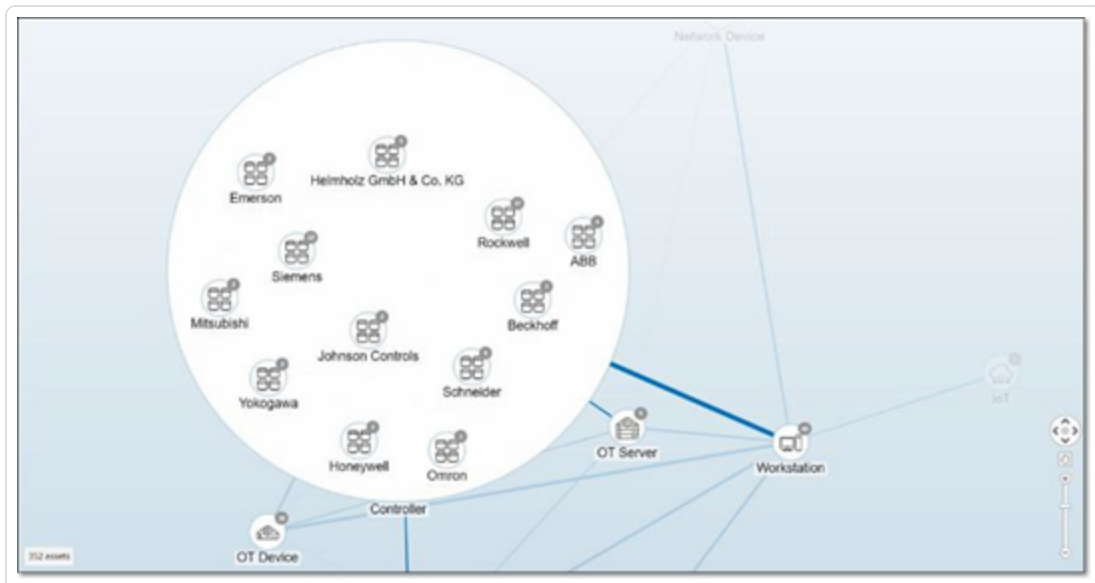 Network Device
Helmholz GmbH & Co. KG
Emerson
Rockwell
ABB
Siemens
Mitsubishi
Beckhoff
Johnson Controls
Schneider
Yokogawa
IoT
Honeywell
Omron
OT Server
Workstation
Controller
OT Device
352 assets